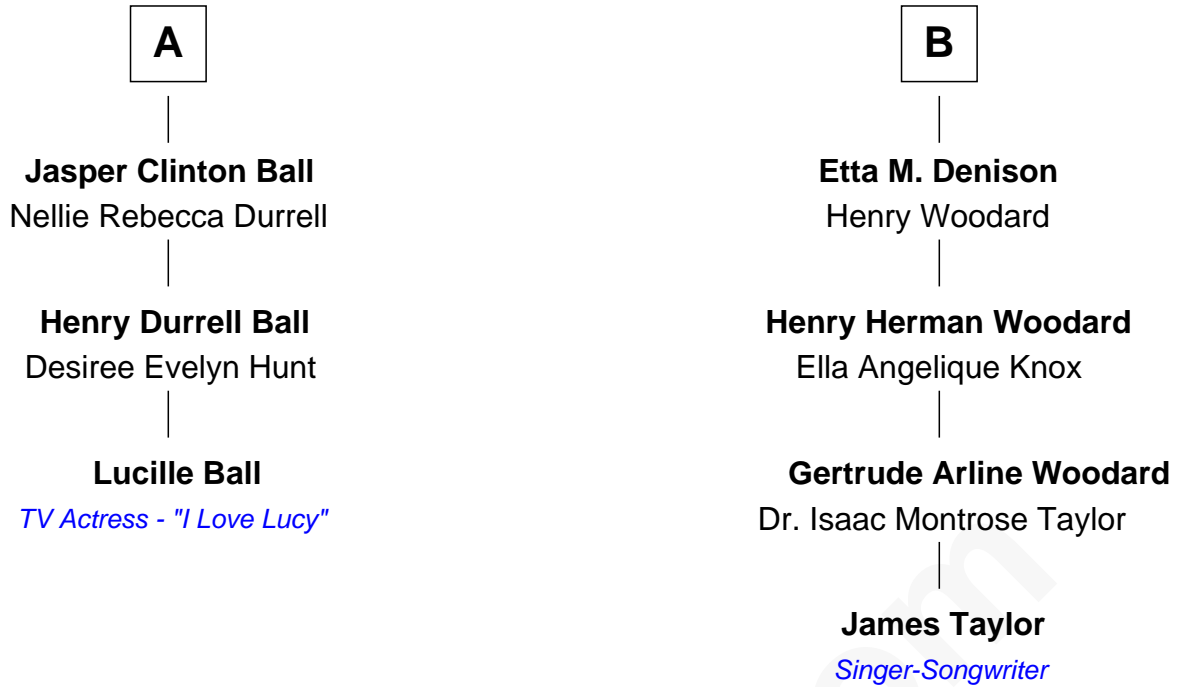 A
Jasper Clinton Ball
Nellie Rebecca Durrell
Henry Durrell Ball
Desiree Evelyn Hunt
Lucille Ball
TV Actress - "I Love Lucy"
B
Etta M. Denison
Henry Woodard
Henry Herman Woodard
Ella Angelique Knox
Gertrude Arline Woodard
Dr. Isaac Montrose Taylor
James Taylor
Singer-Songwriter